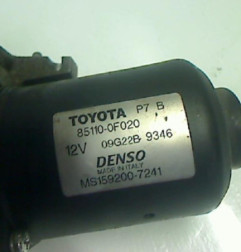 TOYOTA P7 B
85110-0F020
12V 09G22B 9346
DENSO
MADE IN ITALY
MS159200-7241